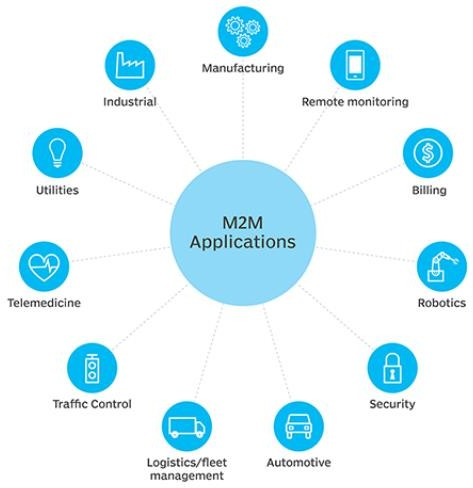 Manufacturing
Industrial
Remote monitoring
Utilities
Billing
M2M
Applications
Telemedicine
Robotics
Traffic Control
Security
Logistics/fleet
management
Automotive